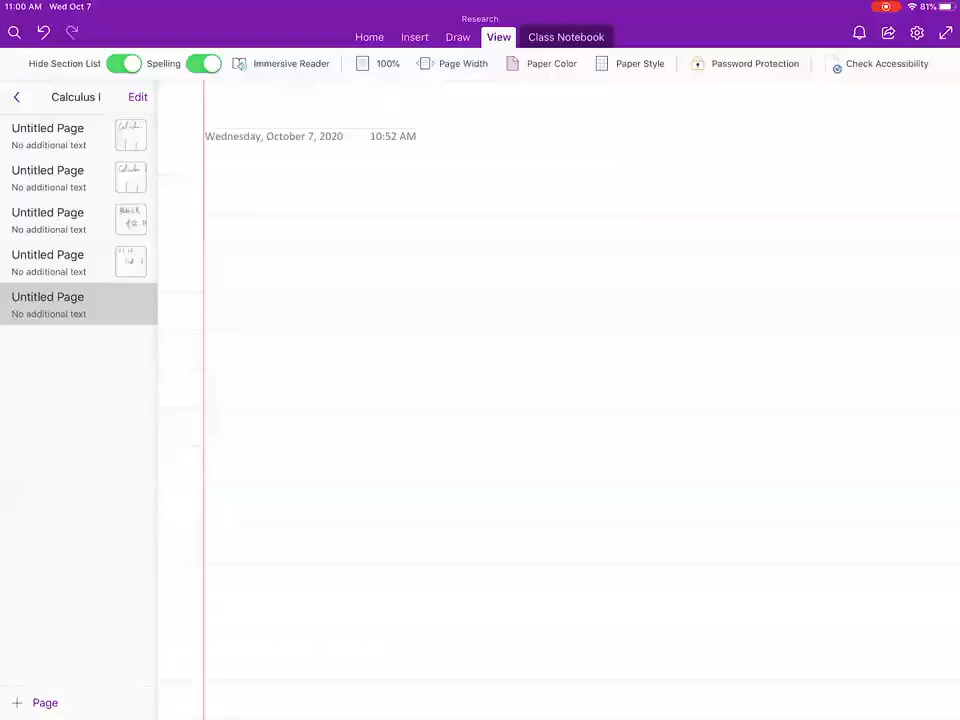 11:00 AM Wed Oct 7
81%
Research
Home Insert Draw View Class Notebook
Hide Section List Spelling Immersive Reader 100% Page Width Paper Color Paper Style Password Protection Check Accessibility
Calculus I Edit
Untitled Page
No additional text
Untitled Page
No additional text
Untitled Page
No additional text
Untitled Page
No additional text
Untitled Page
No additional text
Wednesday, October 7, 2020 10:52 AM
+ Page